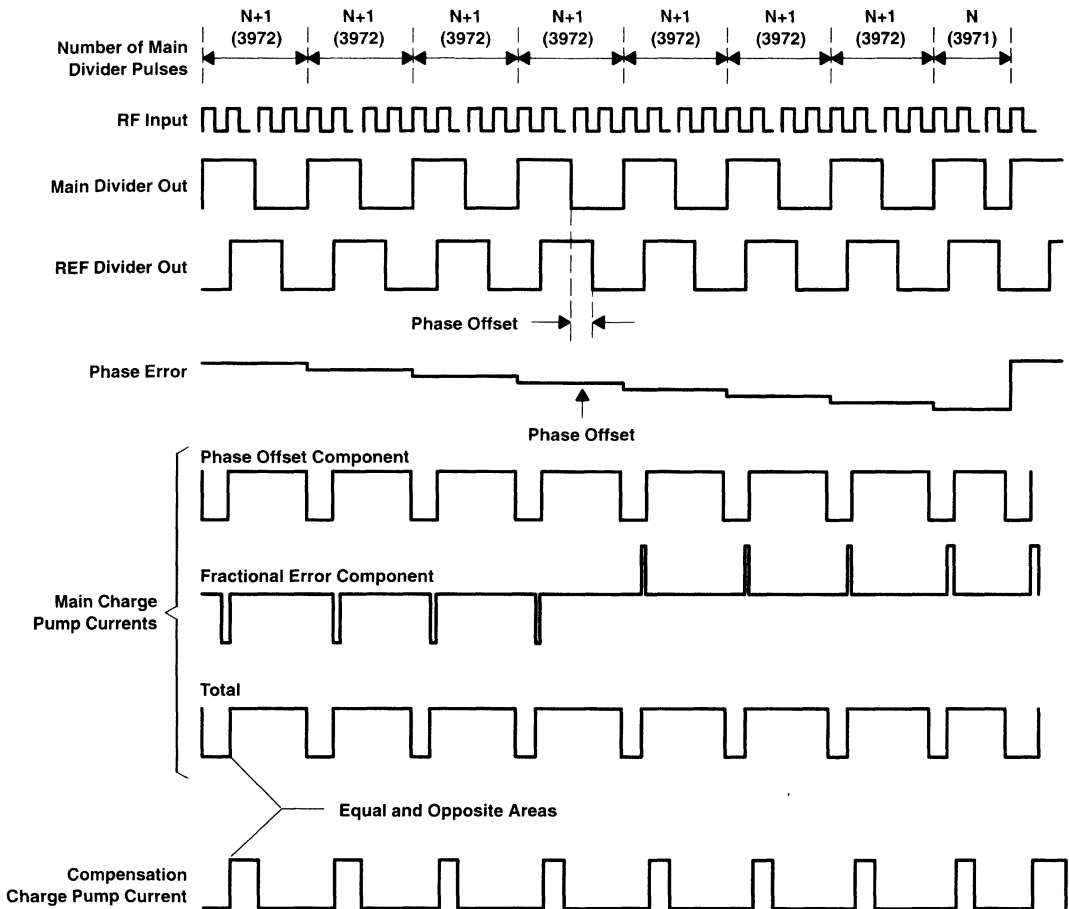 N+1 N+1 N+1 N+1 N+1 N+1 N+1 N
(3972) (3972) (3972) (3972) (3972) (3972) (3972) (3971)
Number of Main
Divider Pulses
RF Input
Main Divider Out
REF Divider Out
Phase Offset
Phase Error
Phase Offset
Phase Offset Component
Fractional Error Component
Main Charge
Pump Currents
Total
Equal and Opposite Areas
Compensation
Charge Pump Current